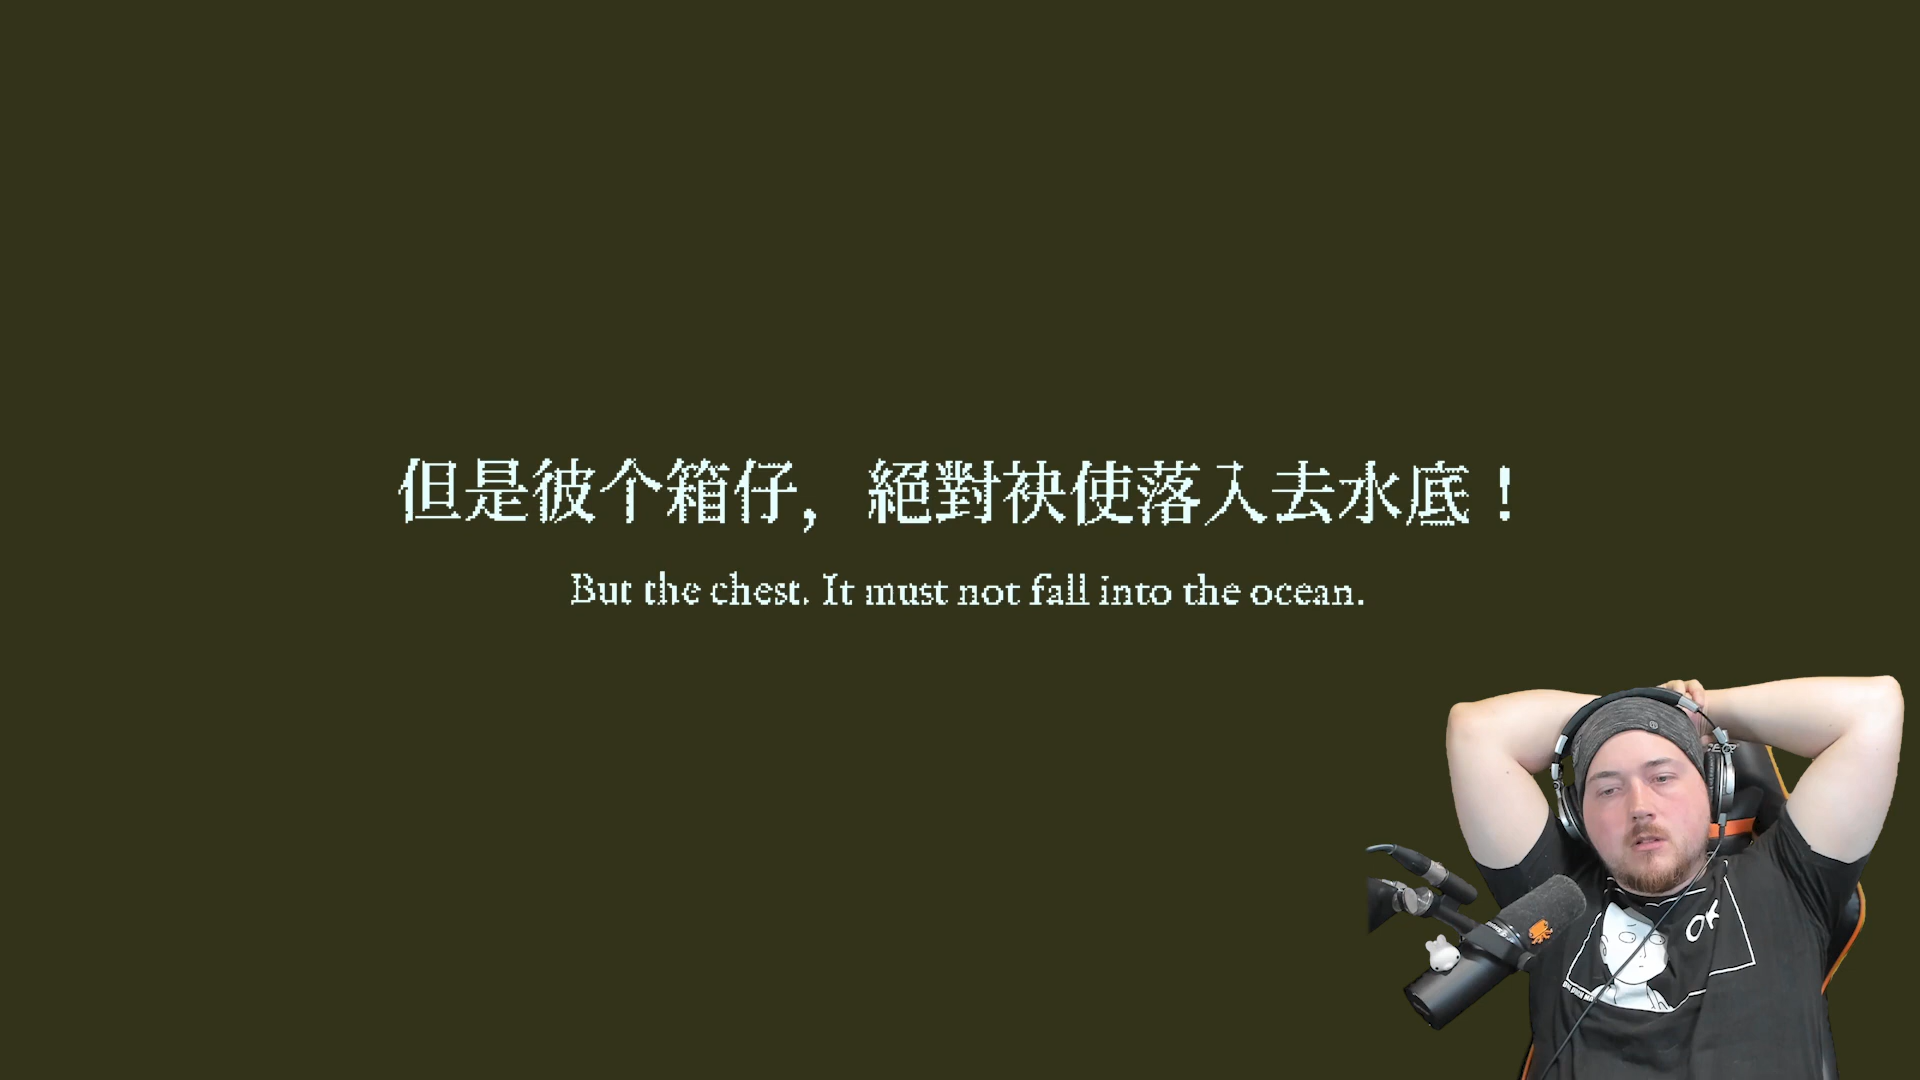 但是彼个箱仔，絕對袂使落入去水底！
But the chest. It must not fall into the ocean.
OK